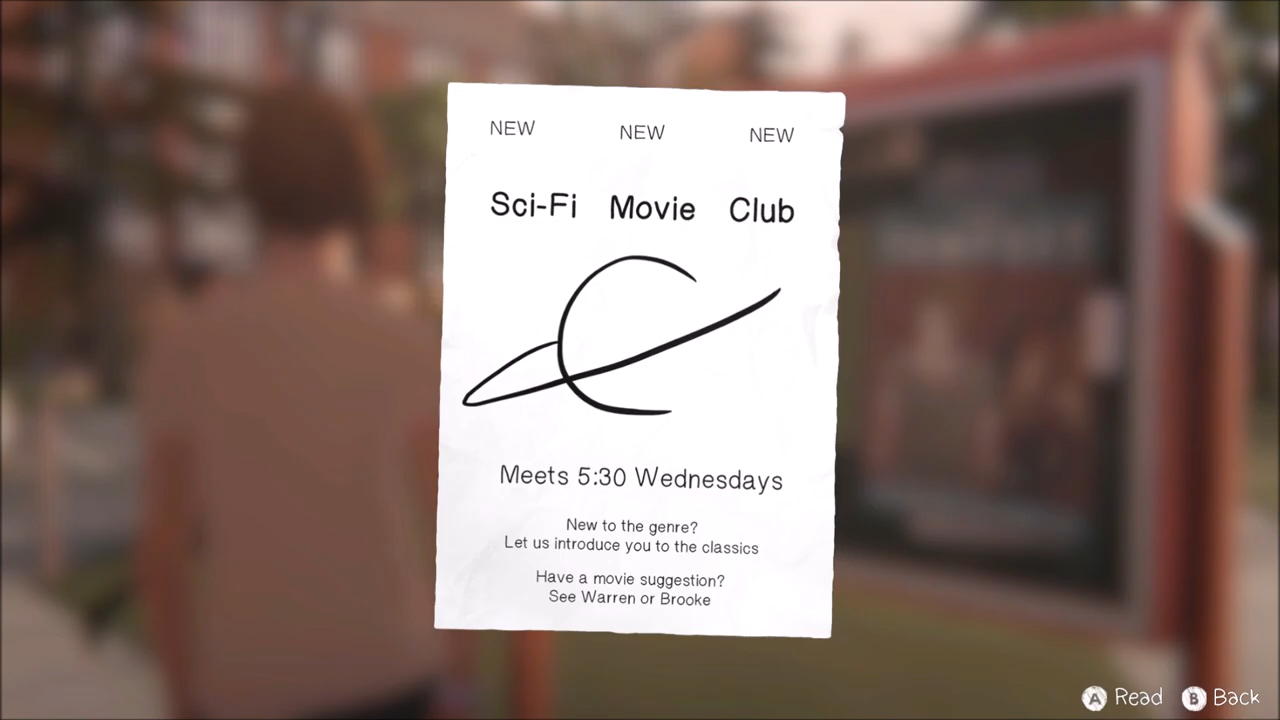 NEW NEW NEW
Sci-Fi Movie Club
Meets 5:30 Wednesdays
New to the genre?
Let us introduce you to the classics
Have a movie suggestion?
See Warren or Brooke
A Read B Back